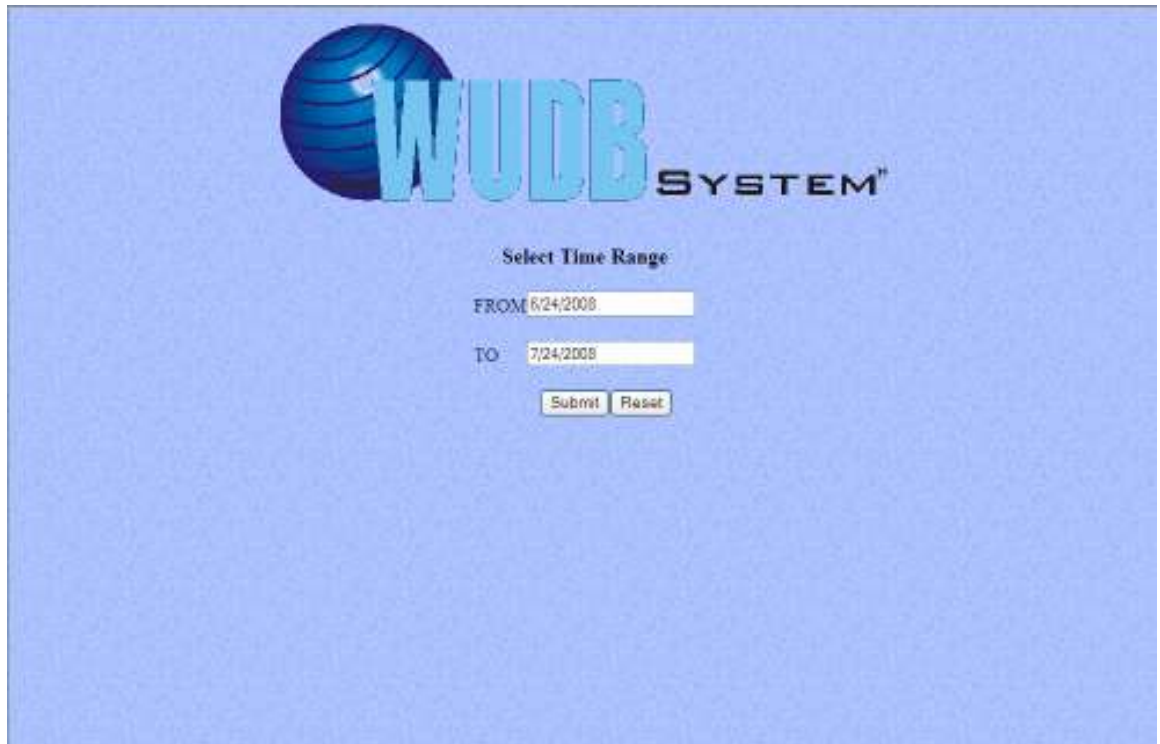 WUDB SYSTEM"
Select Time Range
FROM 6/24/2008
TO 7/24/2008
Submit Reset